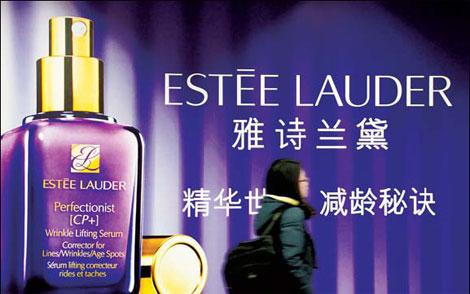 ESTÉE LAUDER
雅诗兰黛
精华世 减龄秘诀
ESTĒE LAUDER
Perfectionist
[CP+]
Wrinkle Lifting Serum
Corrector for
Lines/Wrinkles/Age Spots
Sérum lifting correcteur
rides et taches